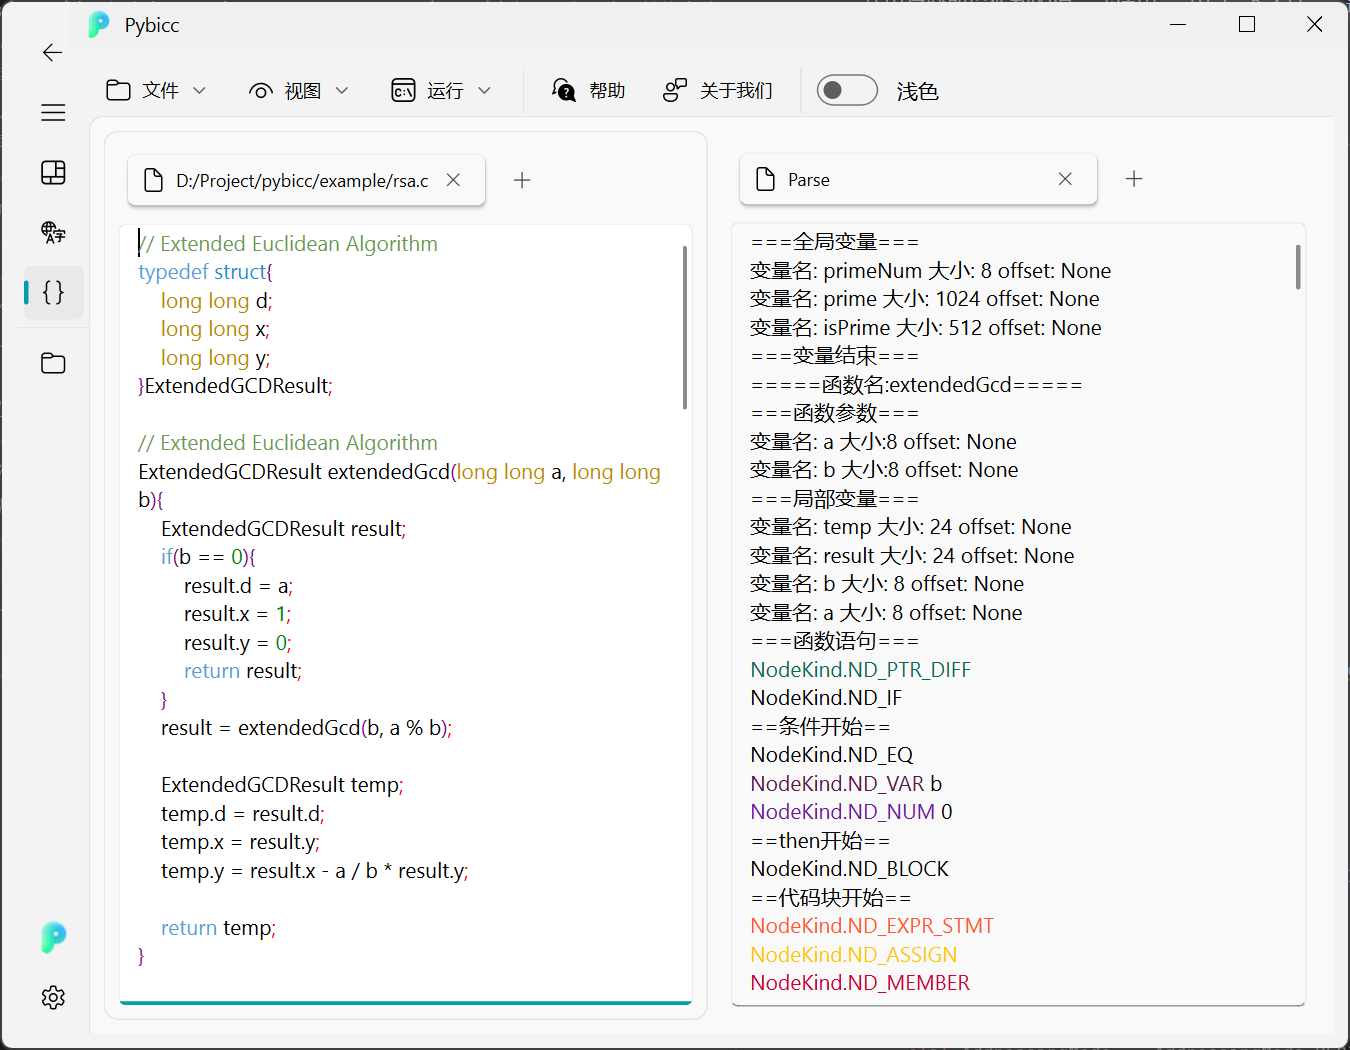 Pybicc
文件 视图 运行 帮助 关于我们 浅色
D:/Project/pybicc/example/rsa.c
// Extended Euclidean Algorithm
typedef struct{
long long d;
long long x;
long long y;
}ExtendedGCDResult;
// Extended Euclidean Algorithm
ExtendedGCDResult extendedGcd(long long a, long long
b){
ExtendedGCDResult result;
if(b == 0){
result.d = a;
result.x = 1;
result.y = 0;
return result;
}
result = extendedGcd(b, a % b);
ExtendedGCDResult temp;
temp.d = result.d;
temp.x = result.y;
temp.y = result.x - a / b * result.y;
return temp;
}
Parse
===全局变量===
变量名: primeNum 大小: 8 offset: None
变量名: prime 大小: 1024 offset: None
变量名: isPrime 大小: 512 offset: None
===变量结束===
=====函数名:extendedGcd=====
===函数参数===
变量名: a 大小:8 offset: None
变量名: b 大小:8 offset: None
===局部变量===
变量名: temp 大小: 24 offset: None
变量名: result 大小: 24 offset: None
变量名: b 大小: 8 offset: None
变量名: a 大小: 8 offset: None
===函数语句===
NodeKind.ND_PTR_DIFF
NodeKind.ND_IF
==条件开始==
NodeKind.ND_EQ
NodeKind.ND_VAR b
NodeKind.ND_NUM 0
==then开始==
NodeKind.ND_BLOCK
==代码块开始==
NodeKind.ND_EXPR_STMT
NodeKind.ND_ASSIGN
NodeKind.ND_MEMBER